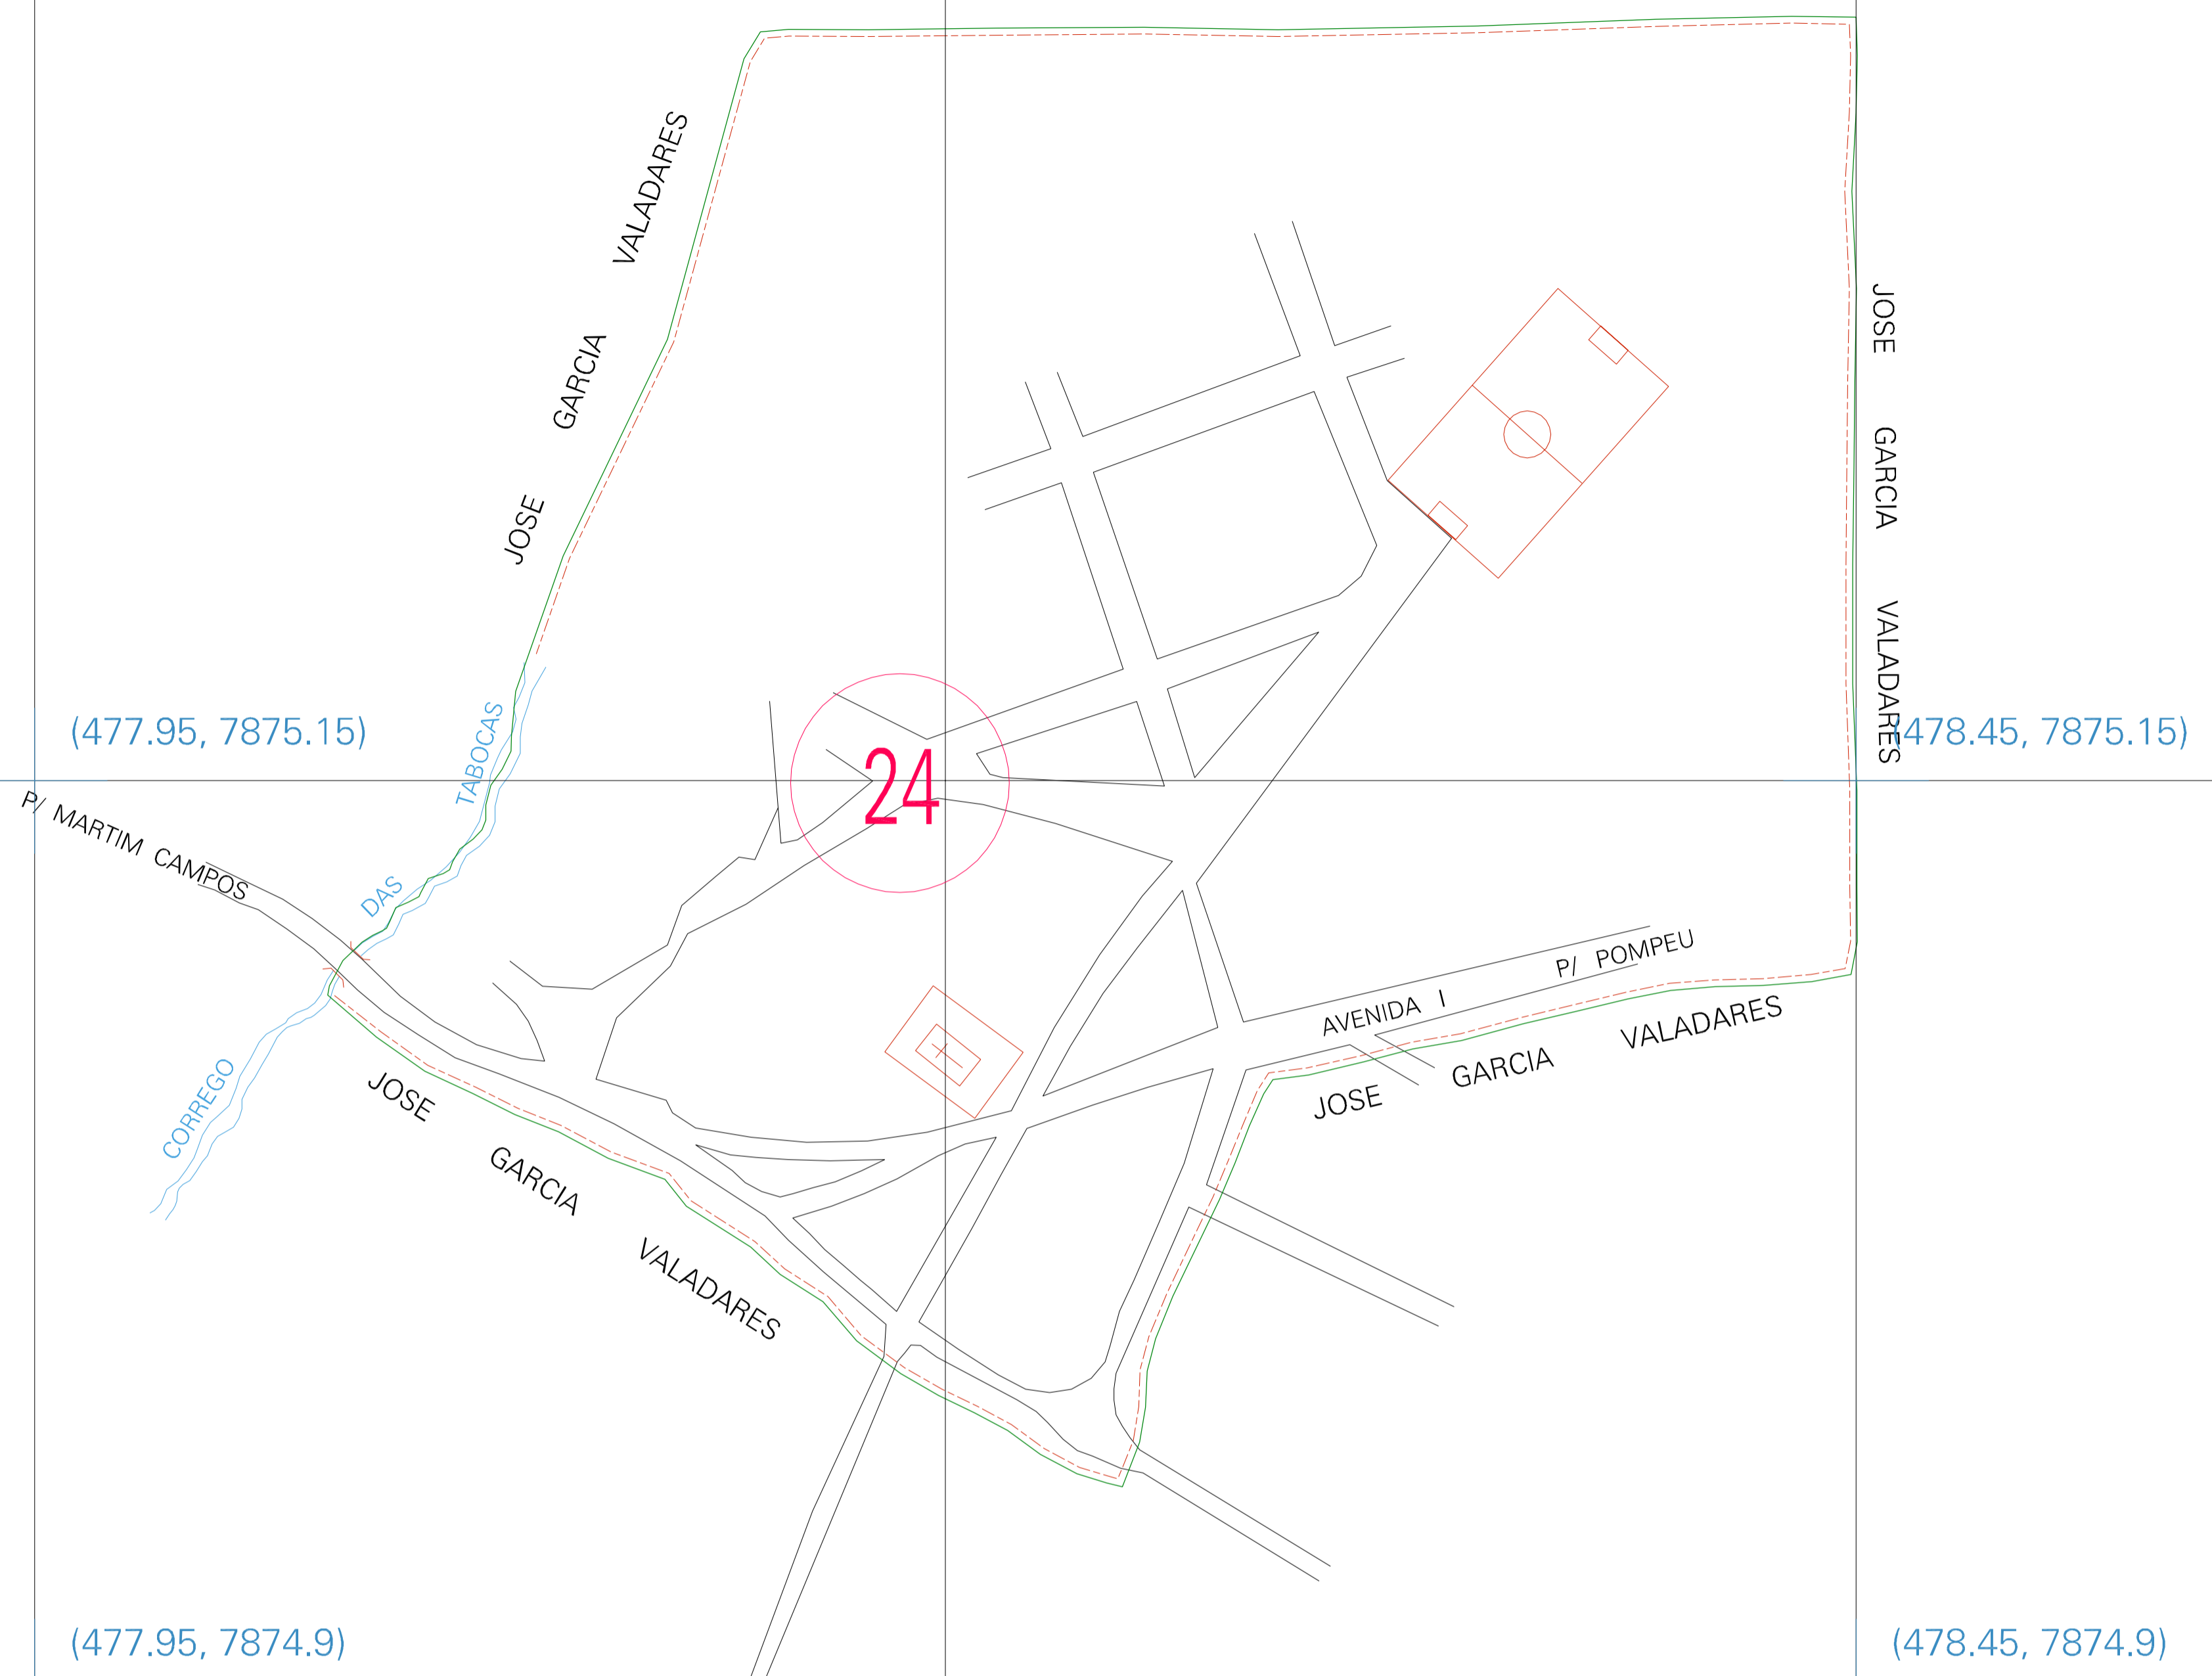 JOSE GARCIA VALADARES
JOSE GARCIA VALADARES
(477.95, 7875.15)
TABOCAS
24
(478.45, 7875.15)
P/ MARTIM CAMPOS
DAS
CORREGO
AVENIDA I
P/ POMPEU
JOSE GARCIA VALADARES
JOSE GARCIA VALADARES
(477.95, 7874.9)
(478.45, 7874.9)